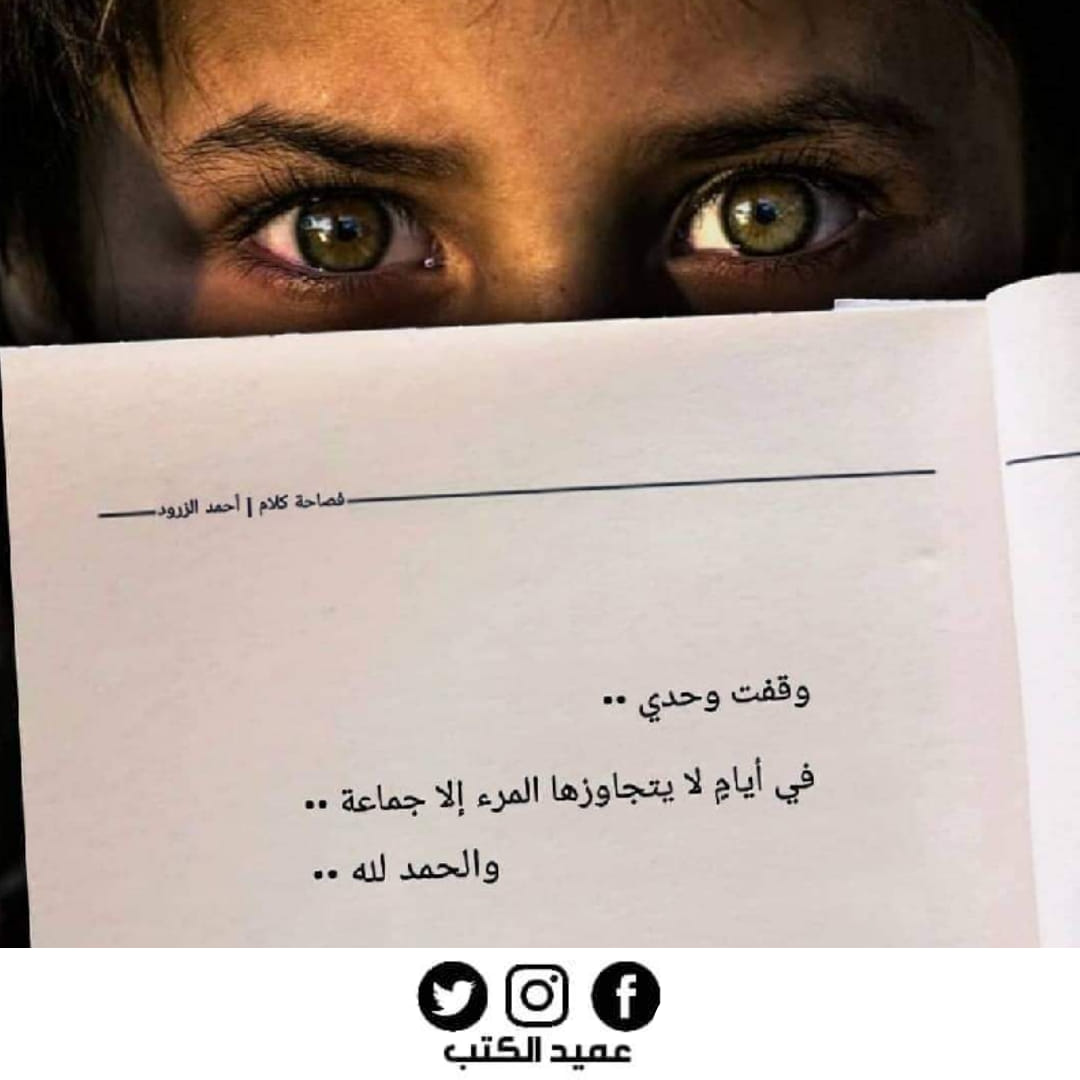 فصاحة كلام | أحمد الزرود
وقفت وحدي ••
في أيامٍ لا يتجاوزها المرء إلا جماعة ••
والحمد لله ••
عميد الكتب